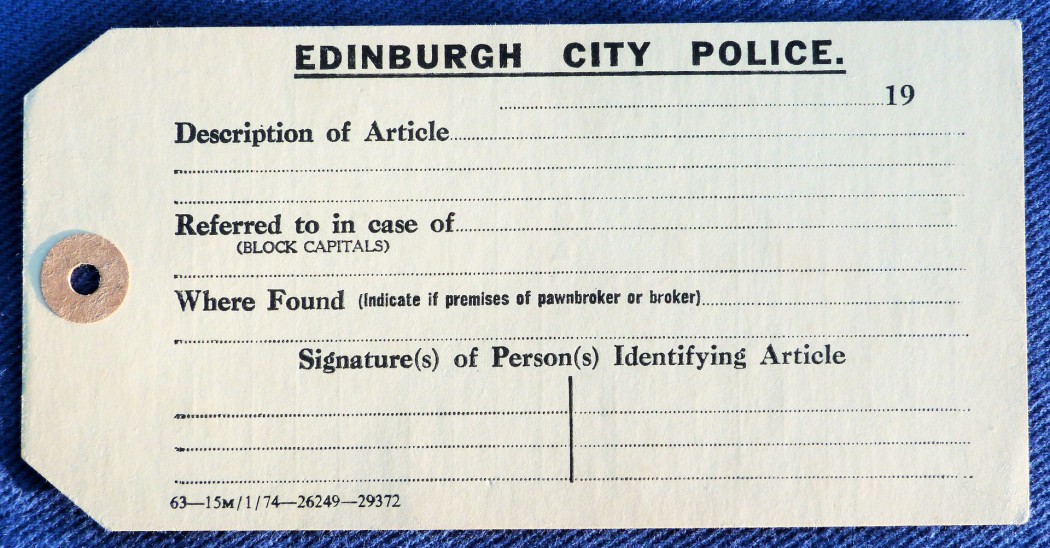 EDINBURGH CITY POLICE.
19
Description of Article
Referred to in case of
(BLOCK CAPITALS)
Where Found (Indicate if premises of pawnbroker or broker)
Signature(s) of Person(s) Identifying Article
63—15M/1/74—26249—29372